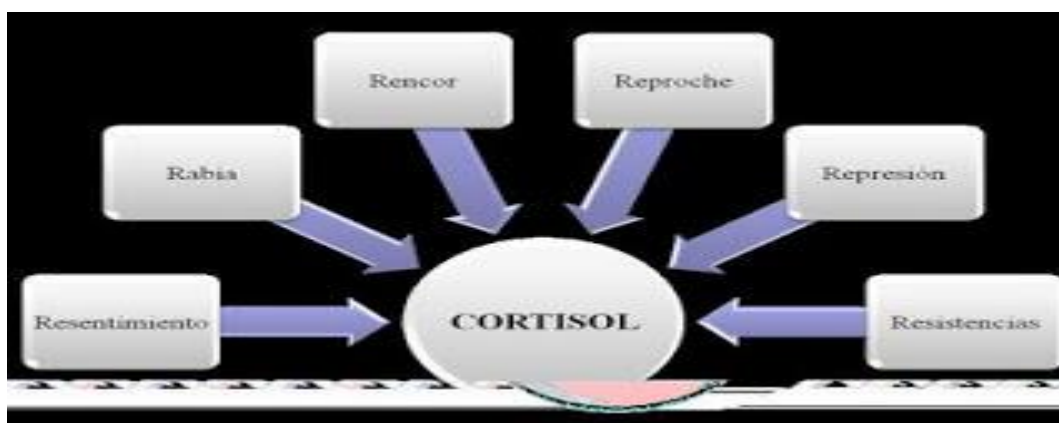 Rencor
Reproche
Rabia
Represión
Resentimiento
CORTISOL
Resistencias